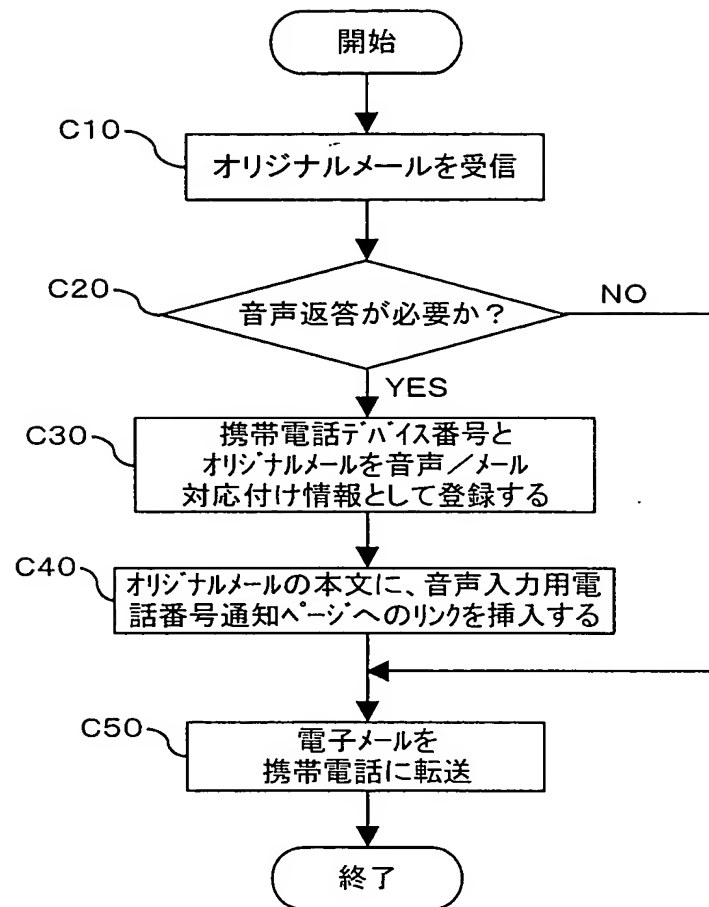 開始
C10
オリジナルメールを受信
C20
音声返答が必要か？
NO
YES
C30
携帯電話デバイス番号と
オリジナルメールを音声／メール
対応付け情報として登録する
C40
オリジナルメールの本文に、音声入力用電
話番号通知ページへのリンクを挿入する
C50
電子メールを
携帯電話に転送
終了